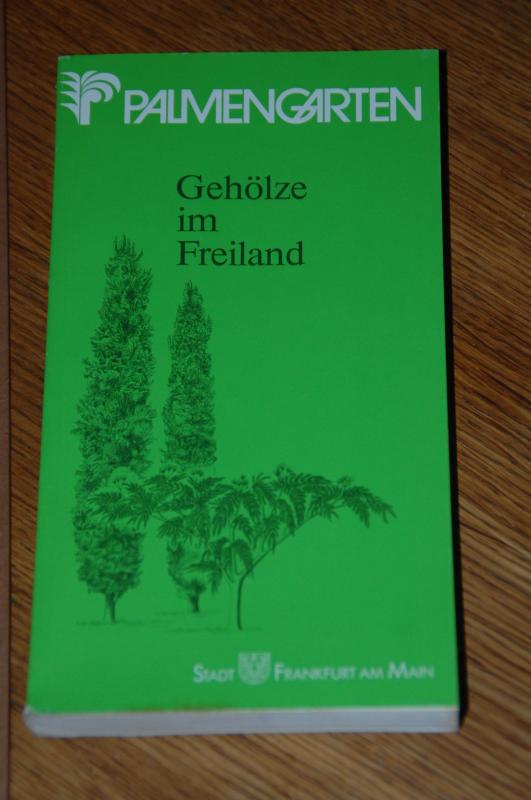 PALMENGARTEN
Gehölze
im
Freiland
STADT FRANKFURT AM MAIN